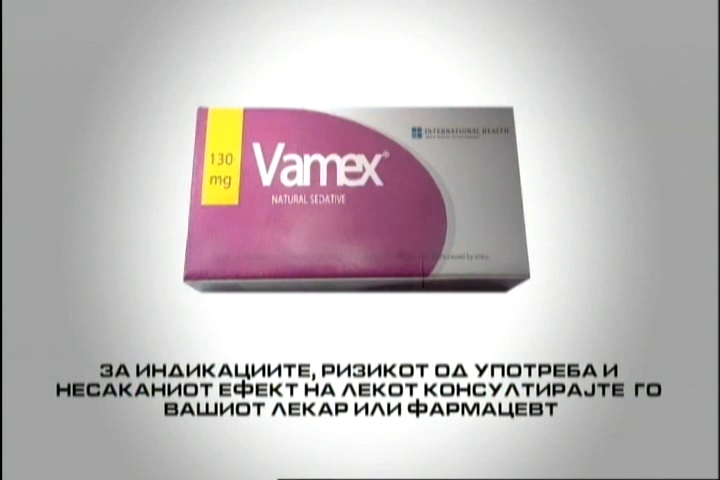 130
mg
Vamex®
NATURAL SEDATIVE
INTERNATIONAL HEALTH
ЗА ИНДИКАЦИИТЕ, РИЗИКОТ ОД УПОТРЕБА И
НЕСАКАНИОТ ЕФЕКТ НА ЛЕКОТ КОНСУЛТИРАЈТЕ ГО
ВАШИОТ ЛЕКАР ИЛИ ФАРМАЦЕВТ